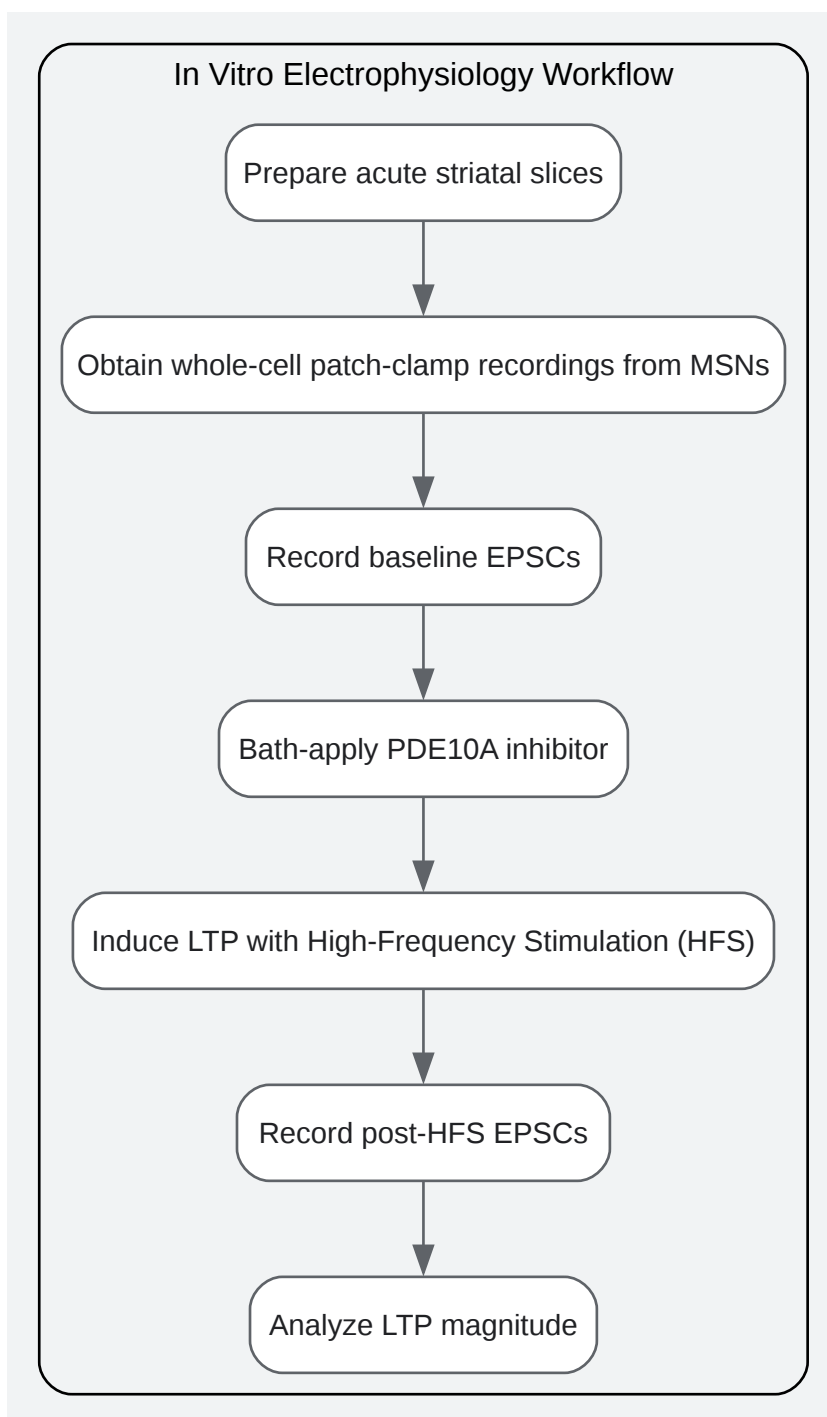 In Vitro Electrophysiology Workflow
Prepare acute striatal slices
Obtain whole-cell patch-clamp recordings from MSNs
Record baseline EPSCs
Bath-apply PDE10A inhibitor
Induce LTP with High-Frequency Stimulation (HFS)
Record post-HFS EPSCs
Analyze LTP magnitude